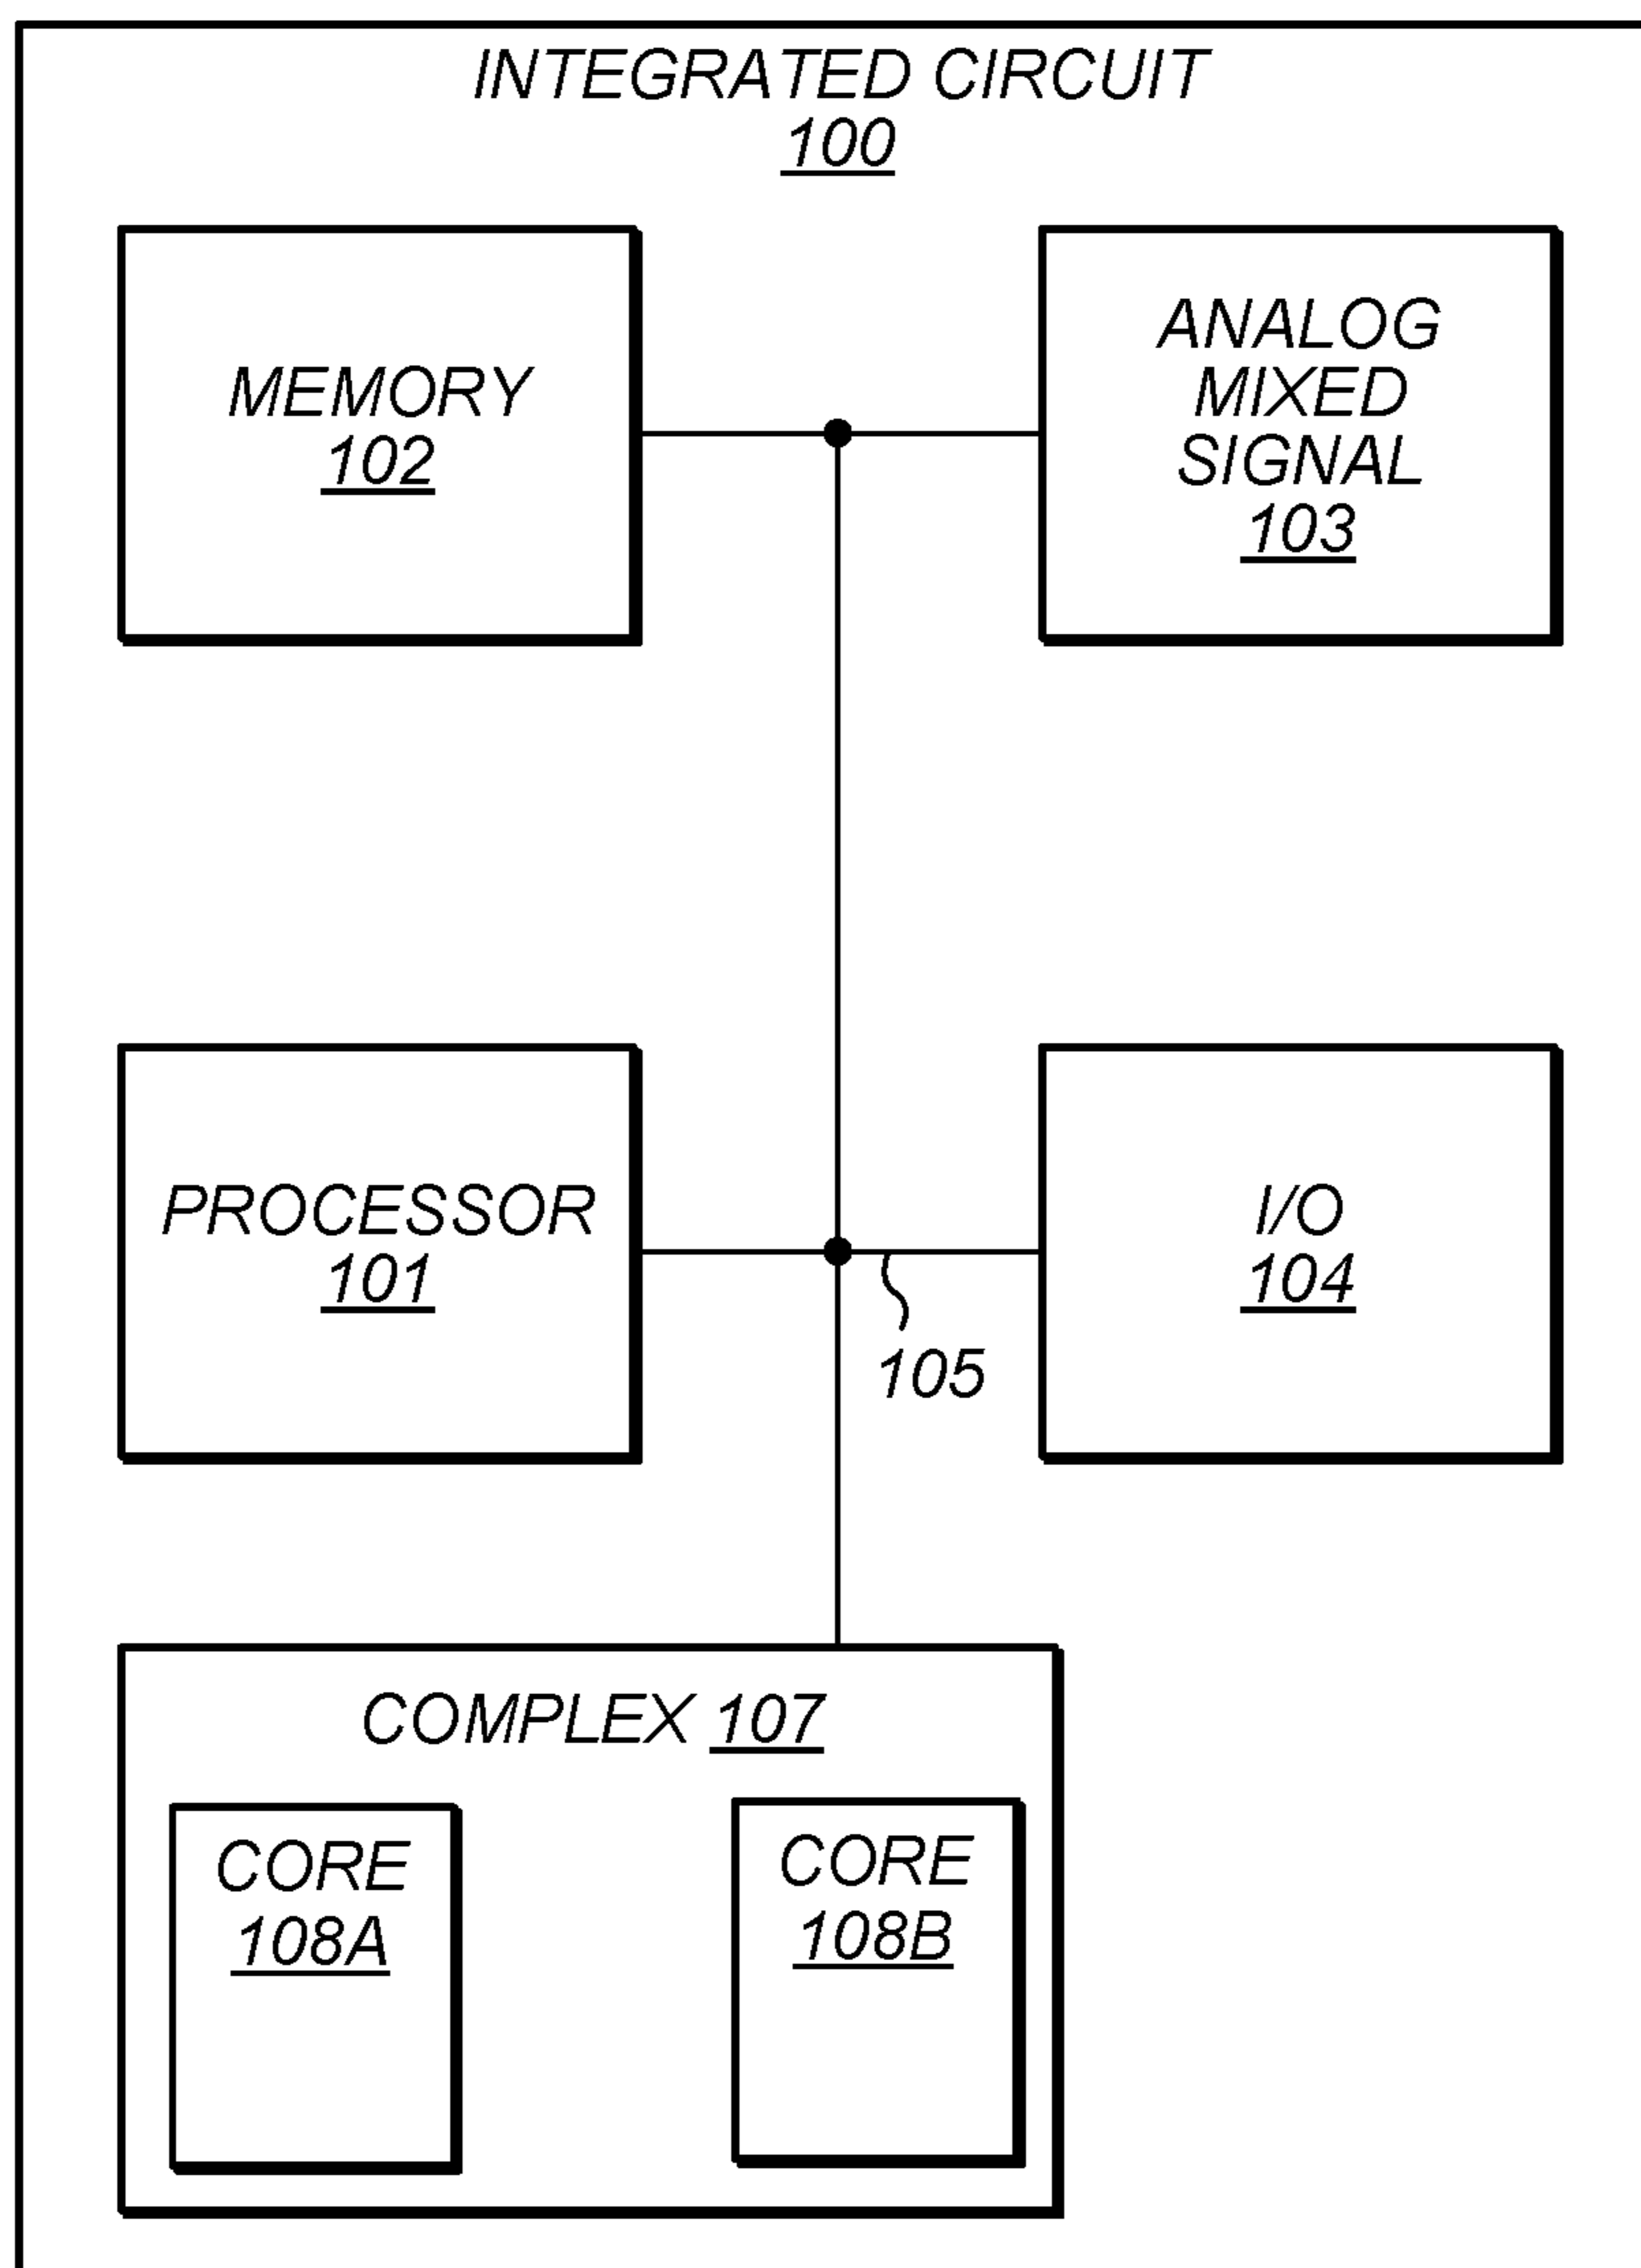 INTEGRATED CIRCUIT
100
MEMORY
102
ANALOG
MIXED
SIGNAL
103
PROCESSOR
101
I/O
104
105
COMPLEX 107
CORE
108A
CORE
108B